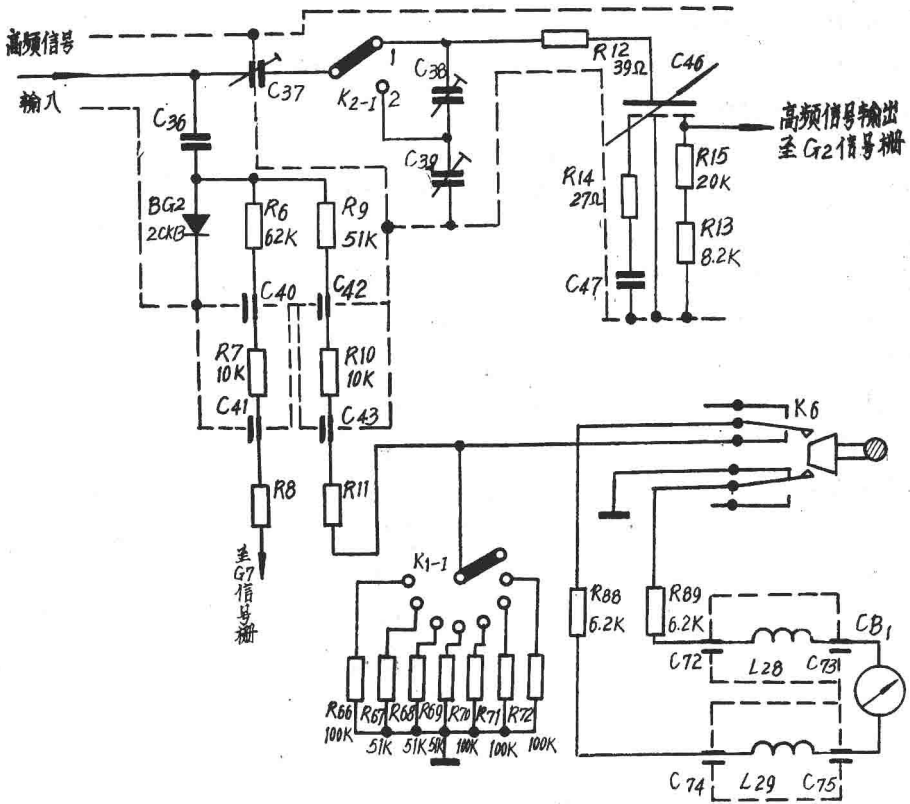 高频信号
输入
C37
1
K2-1
2
C38
R12
39Ω
C46
高频信号输出
至G2信号栅
C36
C39
R15
20K
R14
27Ω
BG2
2CK13
R6
62K
R9
51K
R13
8.2K
C40
C42
C47
R7
10K
R10
10K
C41
C43
K6
R8
R11
至G7信号栅
K1-1
R88
6.2K
R89
6.2K
CB1
C72
C73
L28
R66
R67
R68
R69
R70
R71
R72
100K
51K
51K
51K
100K
100K
100K
C74
L29
C75